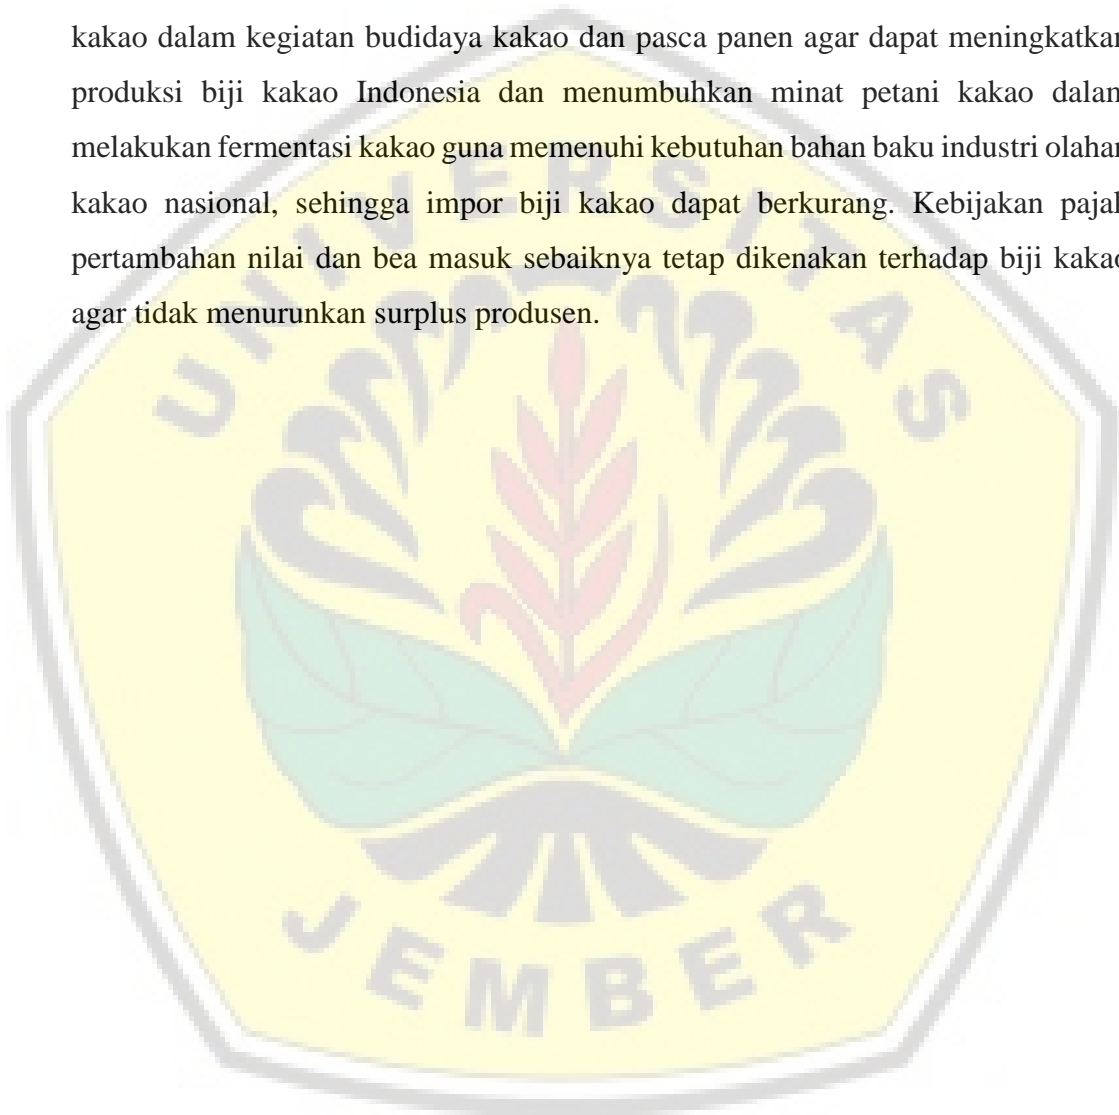 kakao dalam kegiatan budidaya kakao dan pasca panen agar dapat meningkatkan
produksi biji kakao Indonesia dan menumbuhkan minat petani kakao dalam
melakukan fermentasi kakao guna memenuhi kebutuhan bahan baku industri olahan
kakao nasional, sehingga impor biji kakao dapat berkurang. Kebijakan pajak
pertambahan nilai dan bea masuk sebaiknya tetap dikenakan terhadap biji kakao
agar tidak menurunkan surplus produsen.
UNIVERSITAS
JEMBER